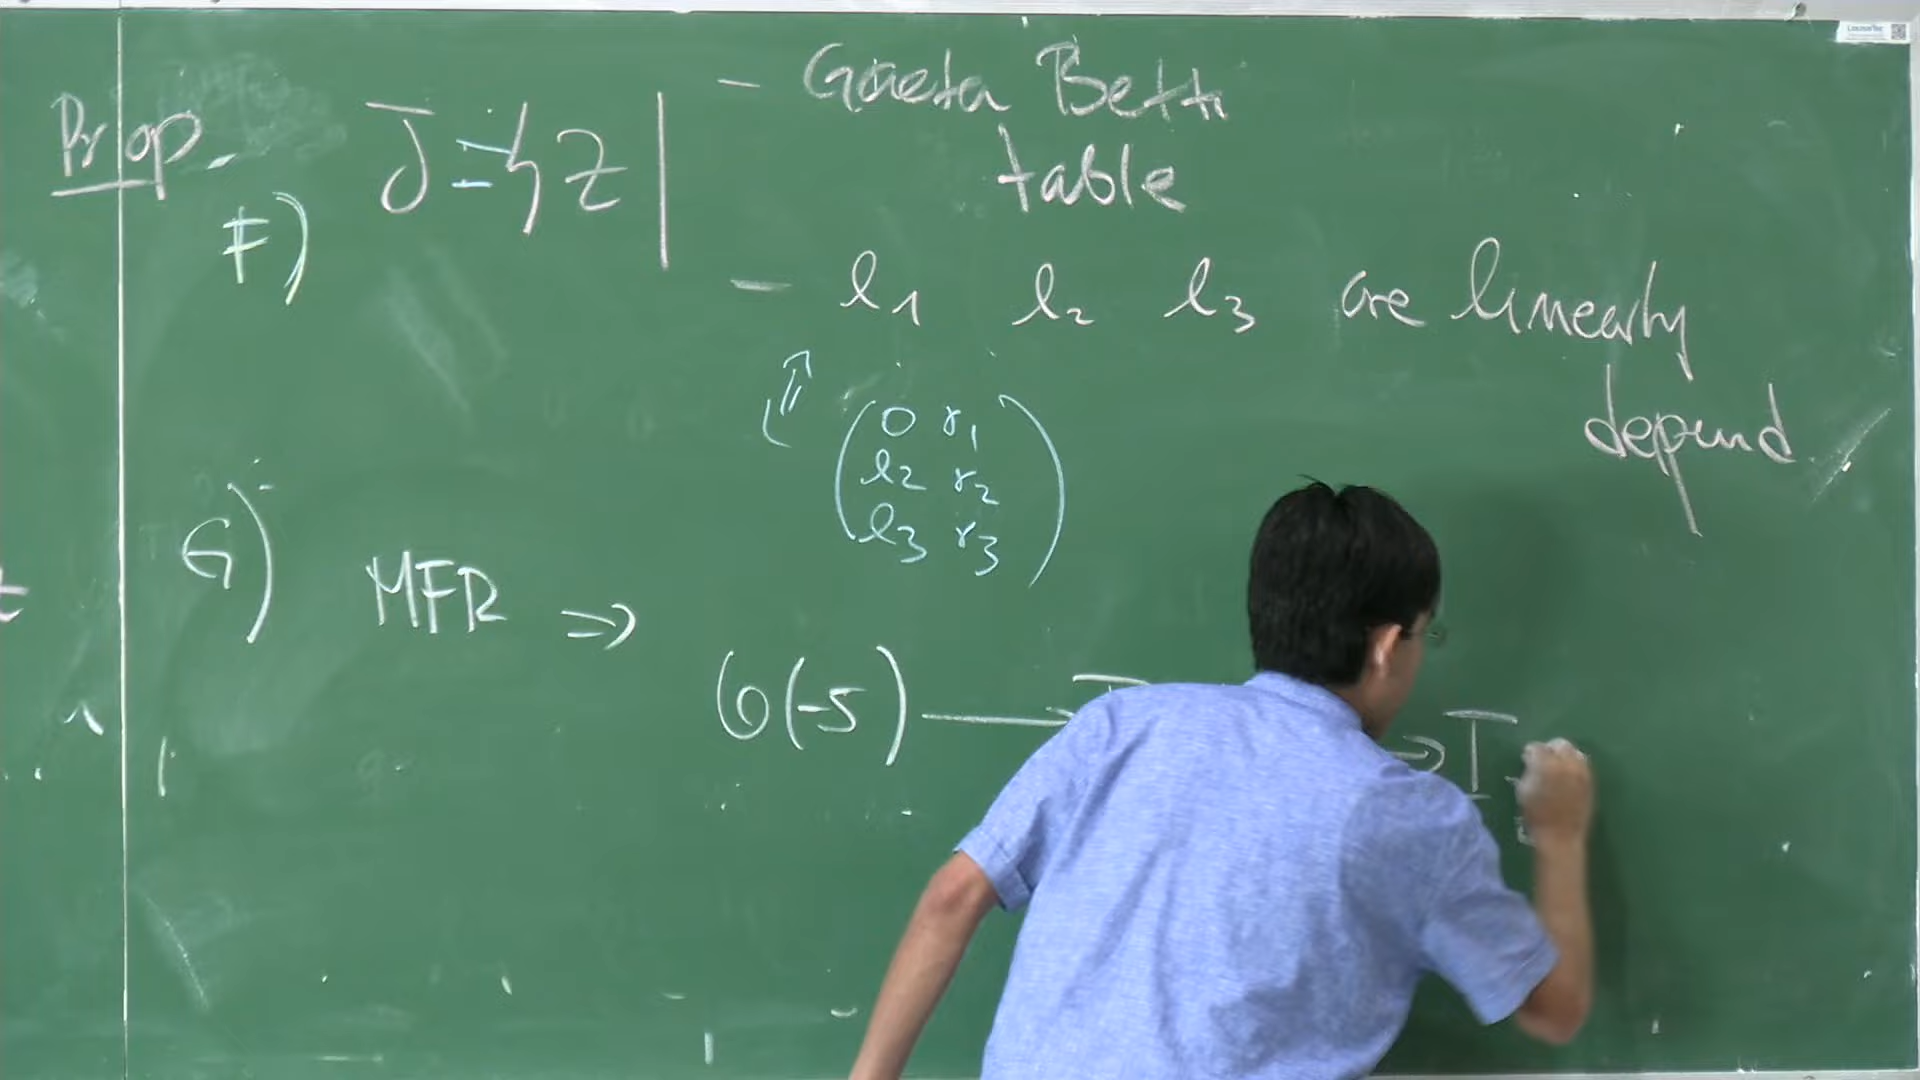 Prop. J = { Z | - Gaeta Betti
table
F)
- l1 l2 l3 are linearly
depend
( 0 r1
l2 r2
l3 r3 )
G) MFR ⇒
O(-5) → I
→ I